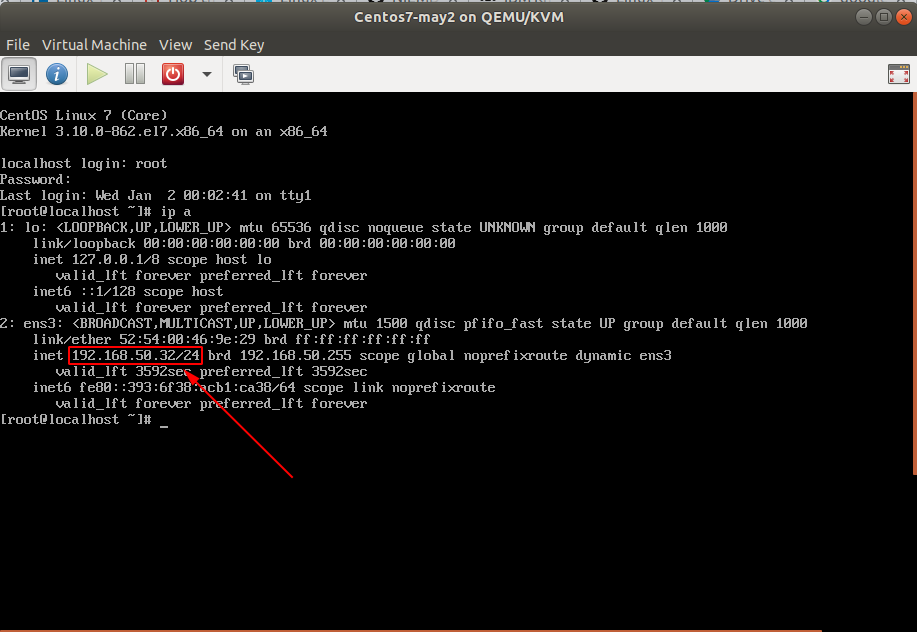 Centos7-may2 on QEMU/KVM
File Virtual Machine View Send Key
CentOS Linux 7 (Core)
Kernel 3.10.0-862.el7.x86_64 on an x86_64
localhost login: root
Password:
Last login: Wed Jan  2 00:02:41 on tty1
[root@localhost ~]# ip a
1: lo: <LOOPBACK,UP,LOWER_UP> mtu 65536 qdisc noqueue state UNKNOWN group default qlen 1000
    link/loopback 00:00:00:00:00:00 brd 00:00:00:00:00:00
    inet 127.0.0.1/8 scope host lo
       valid_lft forever preferred_lft forever
    inet6 ::1/128 scope host
       valid_lft forever preferred_lft forever
2: ens3: <BROADCAST,MULTICAST,UP,LOWER_UP> mtu 1500 qdisc pfifo_fast state UP group default qlen 1000
    link/ether 52:54:00:46:9e:29 brd ff:ff:ff:ff:ff:ff
    inet 192.168.50.32/24 brd 192.168.50.255 scope global noprefixroute dynamic ens3
       valid_lft 3592sec preferred_lft 3592sec
    inet6 fe80::393:6f38:acb1:ca38/64 scope link noprefixroute
       valid_lft forever preferred_lft forever
[root@localhost ~]# _